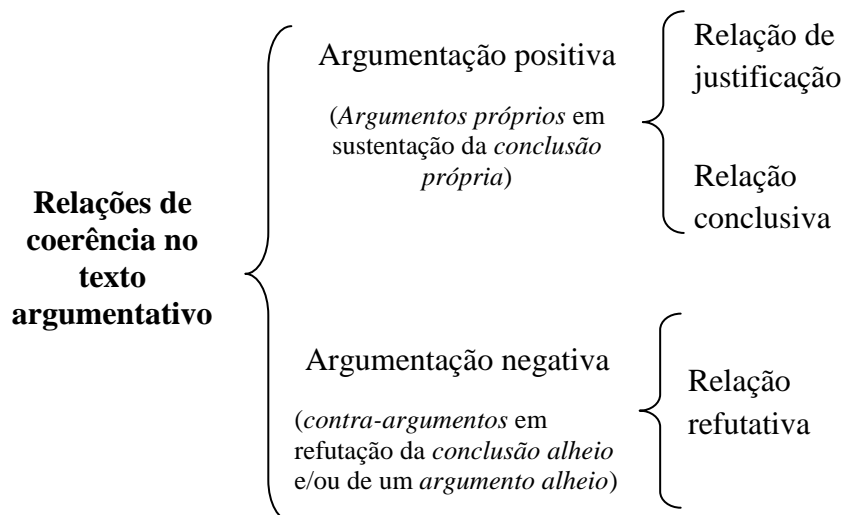 Relações de
coerência no
texto
argumentativo
Argumentação positiva
(Argumentos próprios em
sustentação da conclusão
própria)
Relação de
justificação
Relação
conclusiva
Argumentação negativa
(contra-argumentos em
refutação da conclusão alheio
e/ou de um argumento alheio)
Relação
refutativa